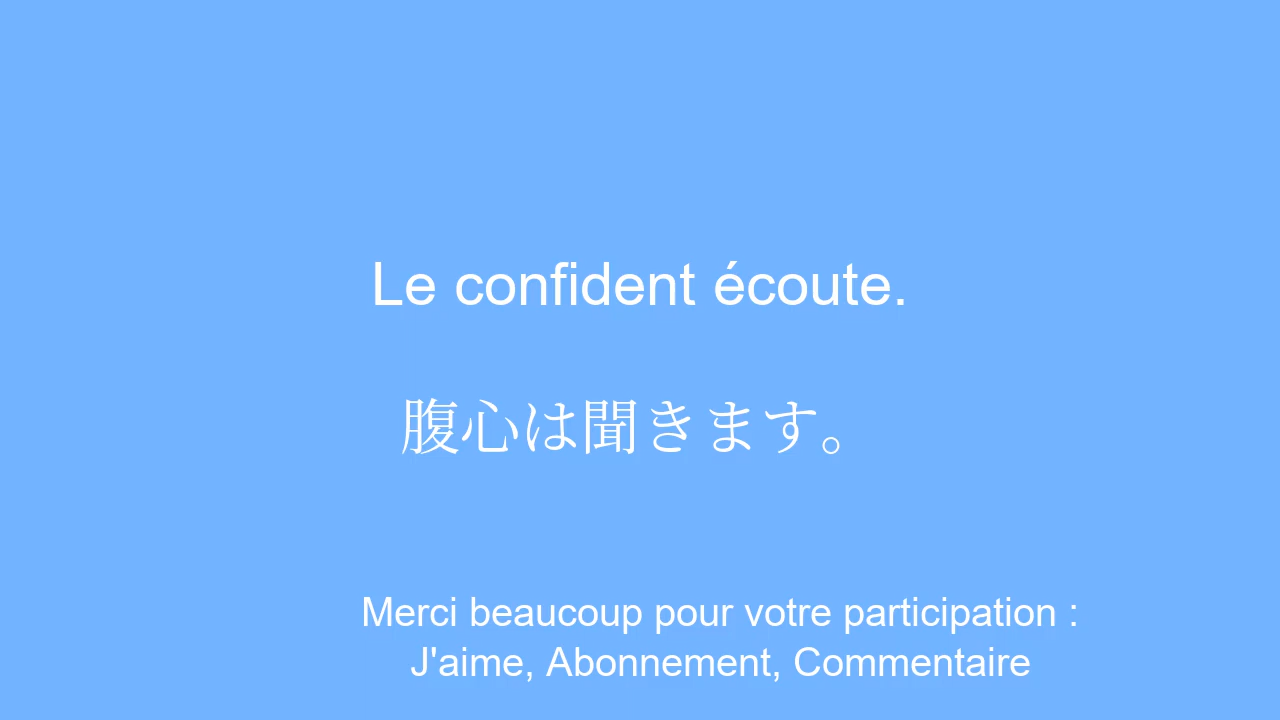 Le confident écoute.
腹心は聞きます。
Merci beaucoup pour votre participation :
J'aime, Abonnement, Commentaire